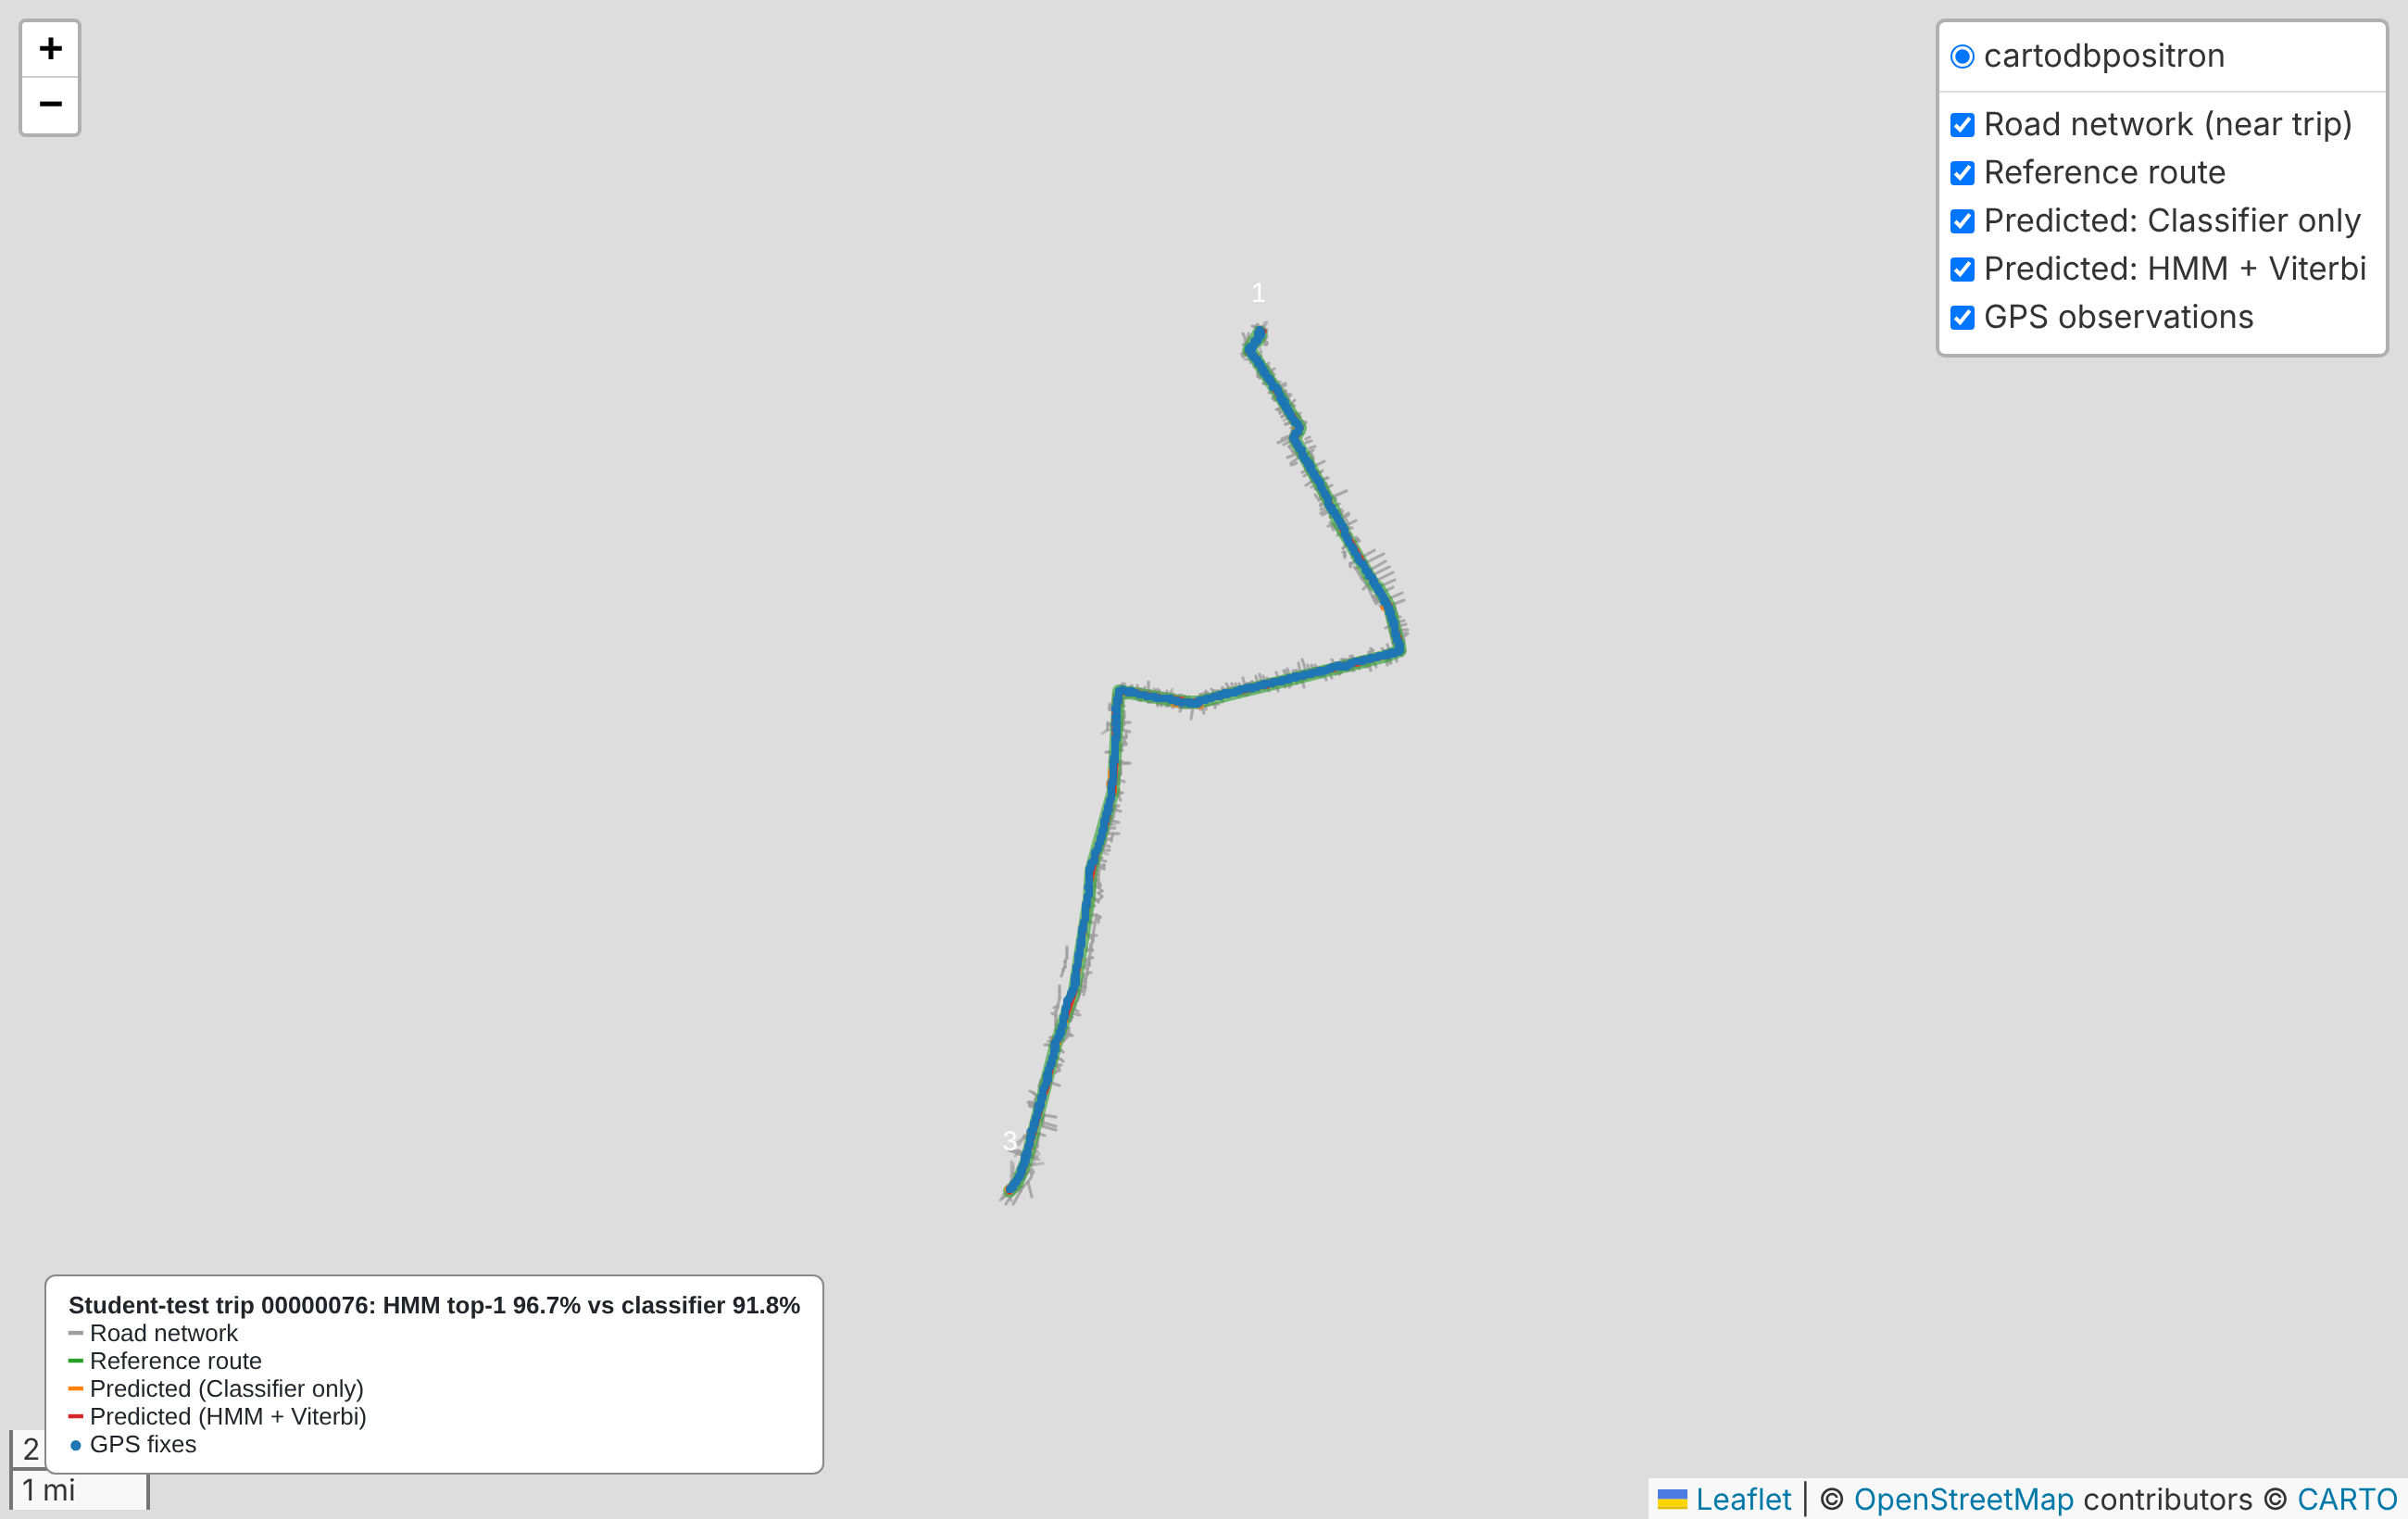 +
−
cartodbpositron
Road network (near trip)
Reference route
Predicted: Classifier only
Predicted: HMM + Viterbi
GPS observations
1
3
Student-test trip 00000076: HMM top-1 96.7% vs classifier 91.8%
Road network
Reference route
Predicted (Classifier only)
Predicted (HMM + Viterbi)
GPS fixes
2
1 mi
Leaflet | © OpenStreetMap contributors © CARTO